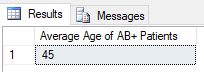 Results Messages
Average Age of AB+ Patients
1 45